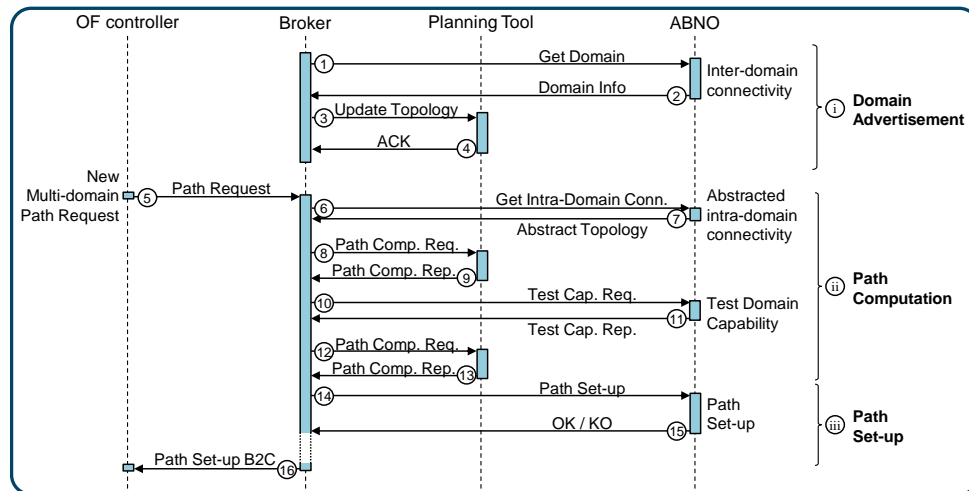 OF controller
Broker
Planning Tool
ABNO
1
Get Domain
Inter-domain
connectivity
Domain Info
2
3
Update Topology
ACK
4
i
Domain
Advertisement
New
Multi-domain
Path Request
5
Path Request
6
Get Intra-Domain Conn.
Abstracted
intra-domain
connectivity
7
Abstract Topology
8
Path Comp. Req.
Path Comp. Rep.
9
ii
Path
Computation
10
Test Cap. Req.
Test Domain
Capability
11
Test Cap. Rep.
12
Path Comp. Req.
Path Comp. Rep.
13
14
Path Set-up
Path
Set-up
OK / KO
15
iii
Path
Set-up
Path Set-up B2C
16